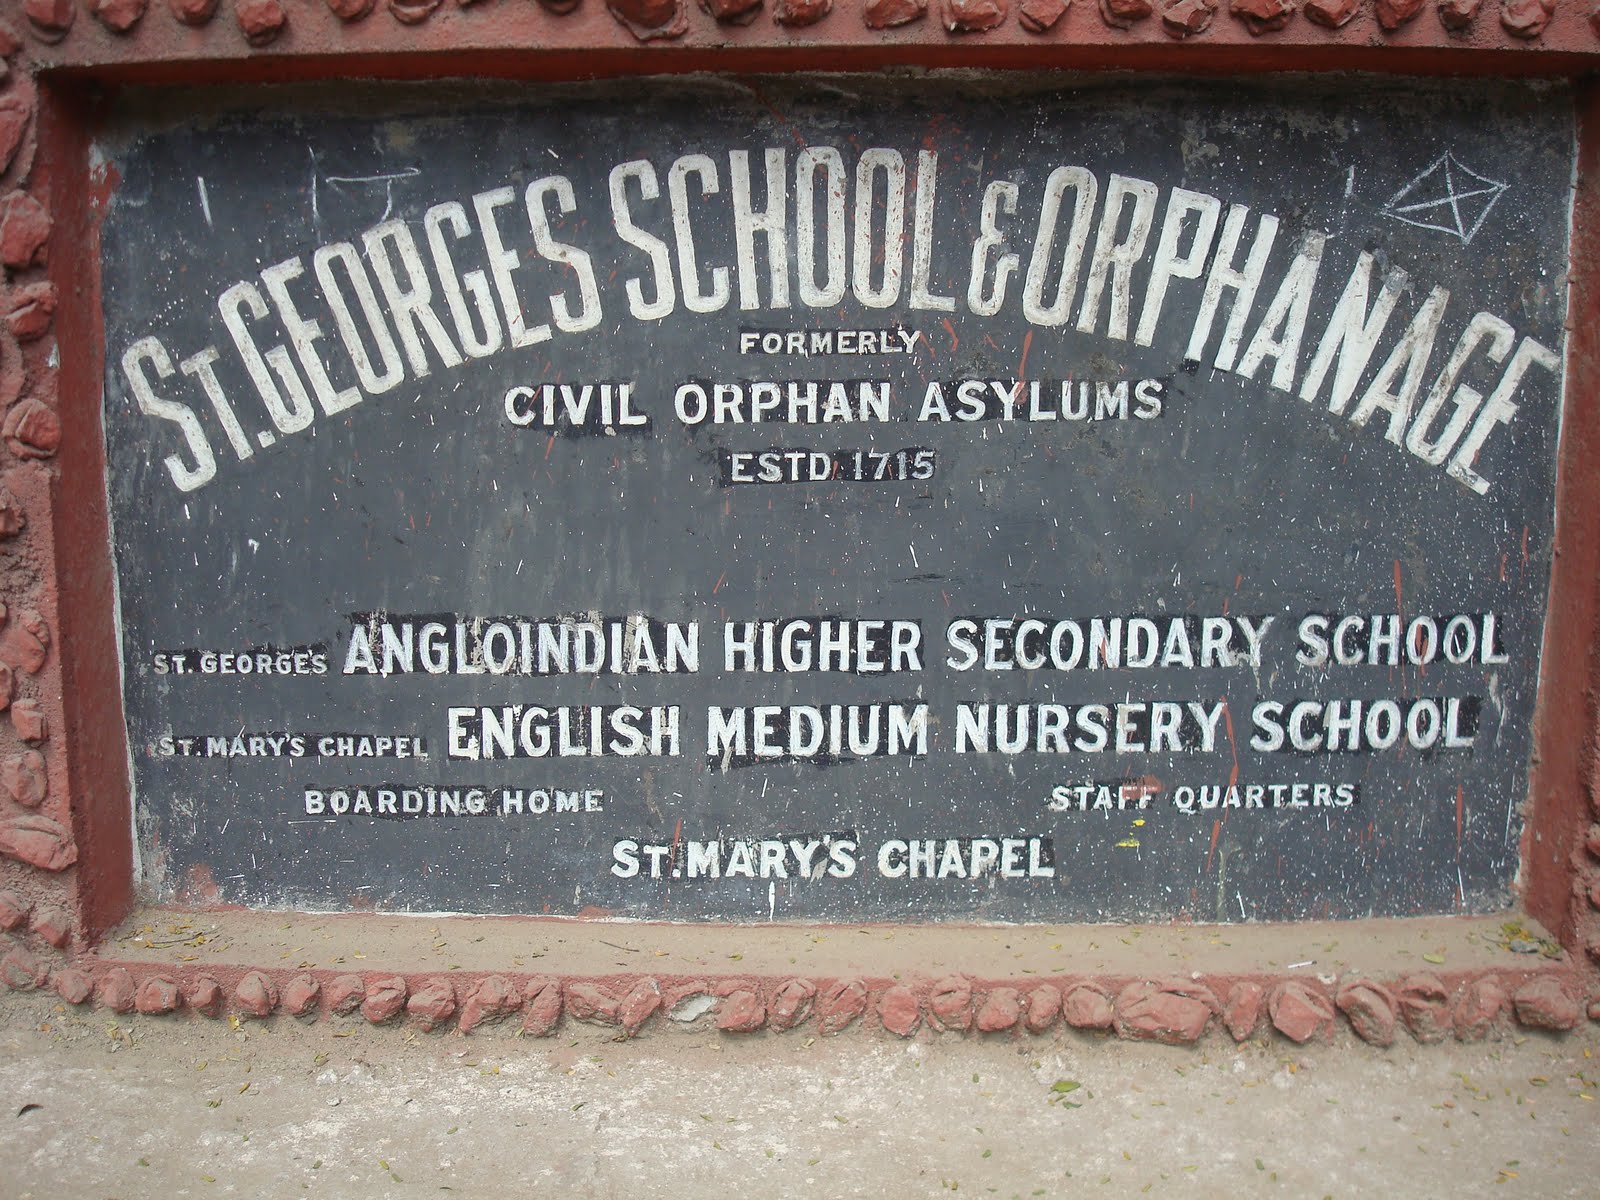 ST. GEORGES SCHOOL & ORPHANAGE
FORMERLY
CIVIL ORPHAN ASYLUMS
ESTD. 1715
ST. GEORGE'S ANGLOINDIAN HIGHER SECONDARY SCHOOL
ST. MARY'S CHAPEL ENGLISH MEDIUM NURSERY SCHOOL
BOARDING HOME STAFF QUARTERS
ST. MARY'S CHAPEL